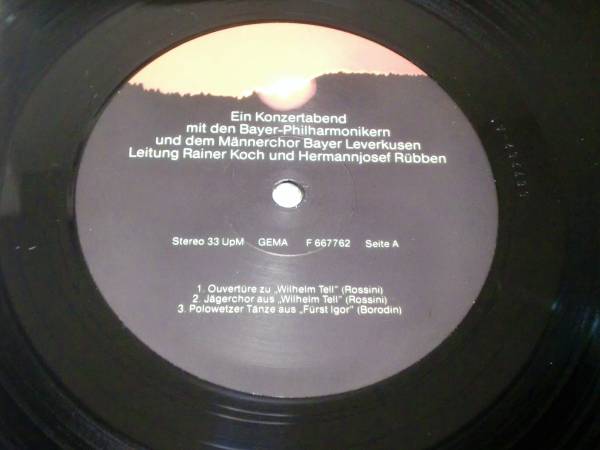 Ein Konzertabend
mit den Bayer-Philharmonikern
und dem Männerchor Bayer Leverkusen
Leitung Rainer Koch und Hermannjosef Rübben
Stereo 33 UpM GEMA F 667762 Seite A
1. Ouvertüre zu „Wilhelm Tell" (Rossini)
2. Jägerchor aus „Wilhelm Tell" (Rossini)
3. Polowetzer Tänze aus „Fürst Igor" (Borodin)